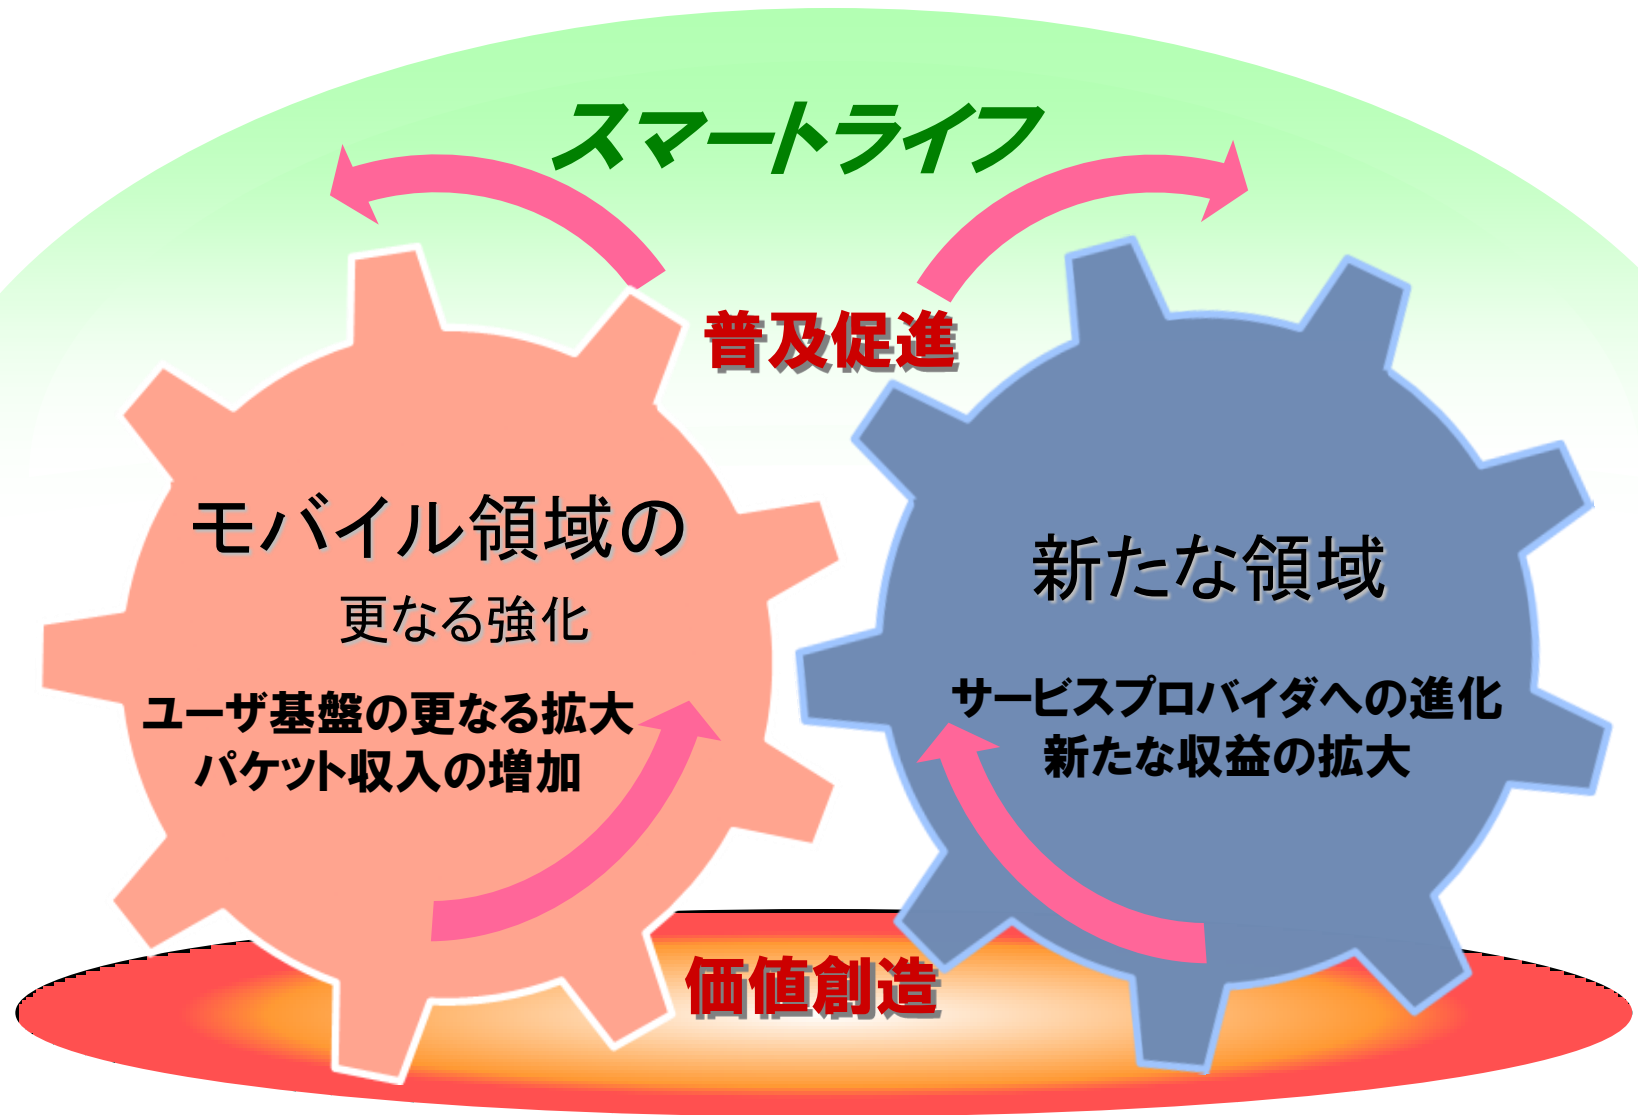 スマートライフ
普及促進
モバイル領域の
更なる強化
ユーザ基盤の更なる拡大
パケット収入の増加
新たな領域
サービスプロバイダへの進化
新たな収益の拡大
価値創造